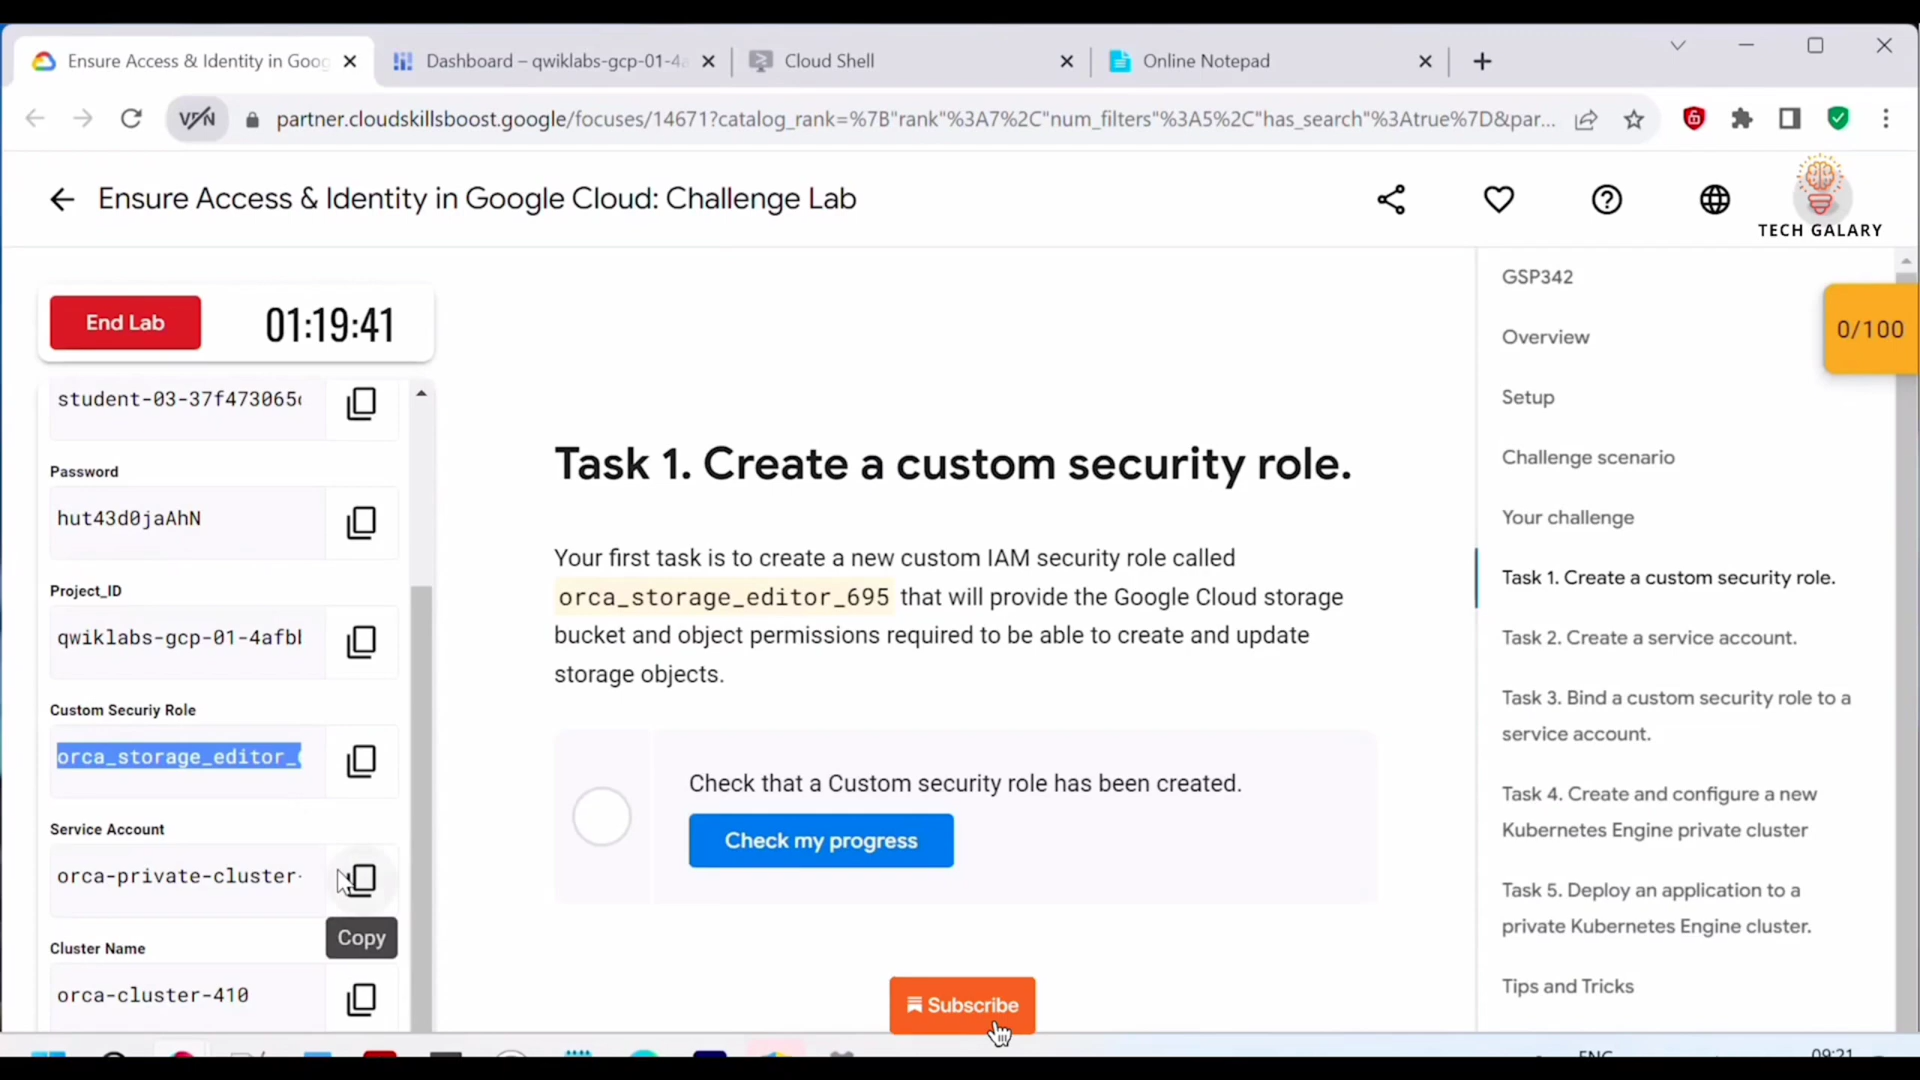 Ensure Access & Identity in Goog
Dashboard – qwiklabs-gcp-01-4a
Cloud Shell
Online Notepad
VPN
partner.cloudskillsboost.google/focuses/14671?catalog_rank=%7B"rank"%3A7%2C"num_filters"%3A5%2C"has_search"%3Atrue%7D&par...
Ensure Access & Identity in Google Cloud: Challenge Lab
TECH GALARY
End Lab
01:19:41
student-03-37f473065
Password
hut43d0jaAhN
Project_ID
qwiklabs-gcp-01-4afbl
Custom Securiy Role
orca_storage_editor_
Service Account
orca-private-cluster-
Copy
Cluster Name
orca-cluster-410
Task 1. Create a custom security role.
Your first task is to create a new custom IAM security role called
orca_storage_editor_695 that will provide the Google Cloud storage
bucket and object permissions required to be able to create and update
storage objects.
Check that a Custom security role has been created.
Check my progress
Subscribe
GSP342
Overview
Setup
Challenge scenario
Your challenge
Task 1. Create a custom security role.
Task 2. Create a service account.
Task 3. Bind a custom security role to a
service account.
Task 4. Create and configure a new
Kubernetes Engine private cluster
Task 5. Deploy an application to a
private Kubernetes Engine cluster.
Tips and Tricks
0/100
ENG
09:21